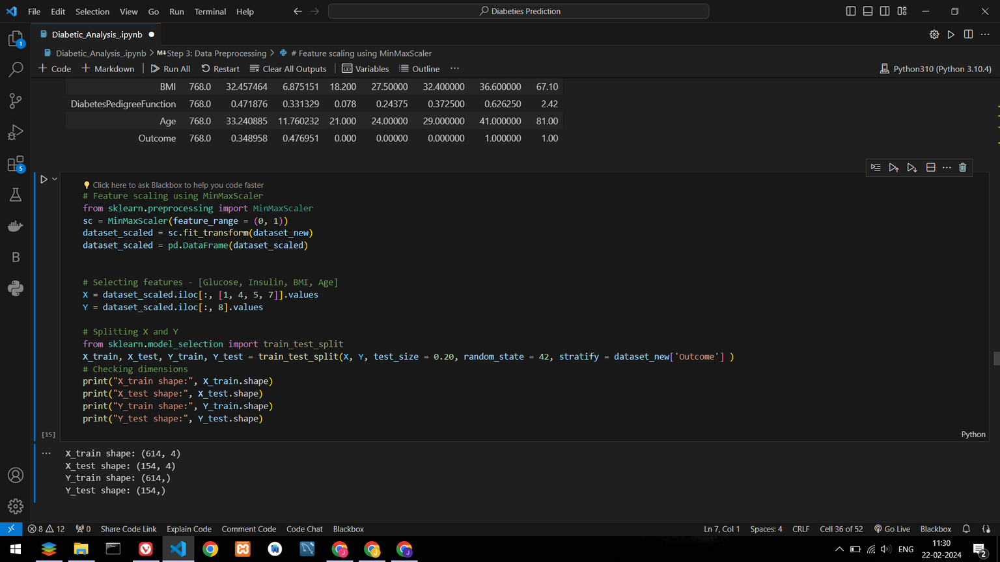 File Edit Selection View Go Run Terminal Help
Diabeties Prediction
Diabetic_Analysis_.ipynb
Diabetic_Analysis_.ipynb > M↓Step 3: Data Preprocessing > # Feature scaling using MinMaxScaler
+ Code + Markdown Run All Restart Clear All Outputs Variables Outline ... Python310 (Python 3.10.4)
BMI 768.0 32.457464 6.875151 18.200 27.50000 32.400000 36.600000 67.10
DiabetesPedigreeFunction 768.0 0.471876 0.331329 0.078 0.24375 0.372500 0.626250 2.42
Age 768.0 33.240885 11.760232 21.000 24.00000 29.000000 41.000000 81.00
Outcome 768.0 0.348958 0.476951 0.000 0.00000 0.000000 1.000000 1.00
Click here to ask Blackbox to help you code faster
# Feature scaling using MinMaxScaler
from sklearn.preprocessing import MinMaxScaler
sc = MinMaxScaler(feature_range = (0, 1))
dataset_scaled = sc.fit_transform(dataset_new)
dataset_scaled = pd.DataFrame(dataset_scaled)
# Selecting features - [Glucose, Insulin, BMI, Age]
X = dataset_scaled.iloc[:, [1, 4, 5, 7]].values
Y = dataset_scaled.iloc[:, 8].values
# Splitting X and Y
from sklearn.model_selection import train_test_split
X_train, X_test, Y_train, Y_test = train_test_split(X, Y, test_size = 0.20, random_state = 42, stratify = dataset_new['Outcome'] )
# Checking dimensions
print("X_train shape:", X_train.shape)
print("X_test shape:", X_test.shape)
print("Y_train shape:", Y_train.shape)
print("Y_test shape:", Y_test.shape)
[15] Python
... X_train shape: (614, 4)
X_test shape: (154, 4)
Y_train shape: (614,)
Y_test shape: (154,)
1
5
B
8 12 0 Share Code Link Explain Code Comment Code Code Chat Blackbox Ln 7, Col 1 Spaces: 4 CRLF Cell 36 of 52 Go Live Blackbox
ENG 11:30
22-02-2024 2